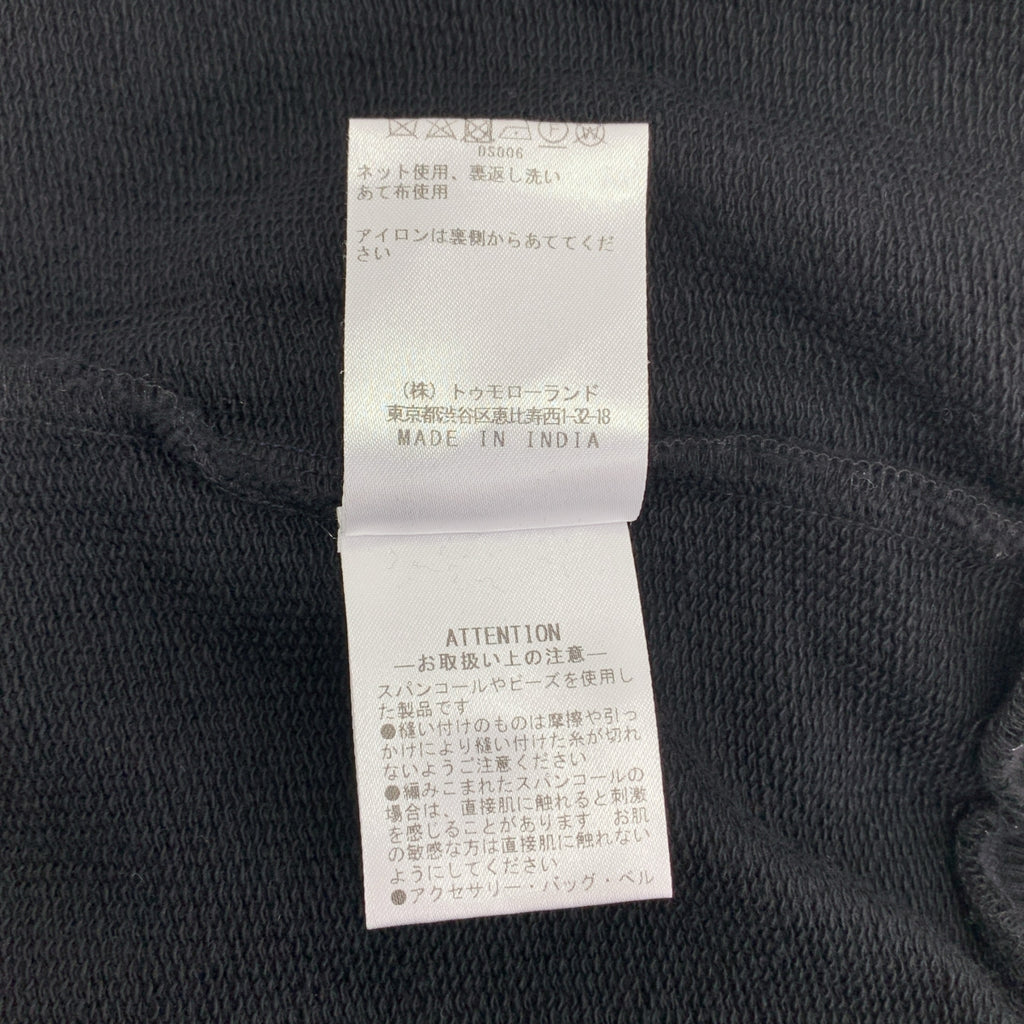 DS006
ネット使用、裏返し洗い
あて布使用
アイロンは裏側からあててくだ
さい
(株)トゥモローランド
東京都渋谷区恵比寿西1-32-18
MADE IN INDIA
ATTENTION
―お取扱い上の注意―
スパンコールやビーズを使用し
た製品です
●縫い付けのものは摩擦や引っ
かけにより縫い付けた糸が切れ
ないようご注意ください
●編みこまれたスパンコールの
場合は、直接肌に触れると刺激
を感じることがあります お肌
の敏感な方は直接肌に触れない
ようにしてください
●アクセサリー・バッグ・ベル